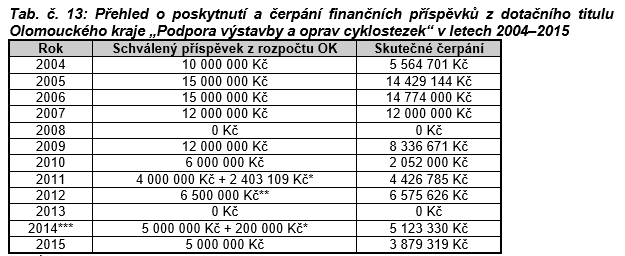 Tab. č. 13: Přehled o poskytnutí a čerpání finančních příspěvků z dotačního titulu
Olomouckého kraje „Podpora výstavby a oprav cyklostezek“ v letech 2004–2015
Rok Schválený příspěvek z rozpočtu OK Skutečné čerpání
2004 10 000 000 Kč 5 564 701 Kč
2005 15 000 000 Kč 14 429 144 Kč
2006 15 000 000 Kč 14 774 000 Kč
2007 12 000 000 Kč 12 000 000 Kč
2008 0 Kč 0 Kč
2009 12 000 000 Kč 8 336 671 Kč
2010 6 000 000 Kč 2 052 000 Kč
2011 4 000 000 Kč + 2 403 109 Kč* 4 426 785 Kč
2012 6 500 000 Kč** 6 575 626 Kč
2013 0 Kč 0 Kč
2014*** 5 000 000 Kč + 200 000 Kč* 5 123 330 Kč
2015 5 000 000 Kč 3 879 319 Kč